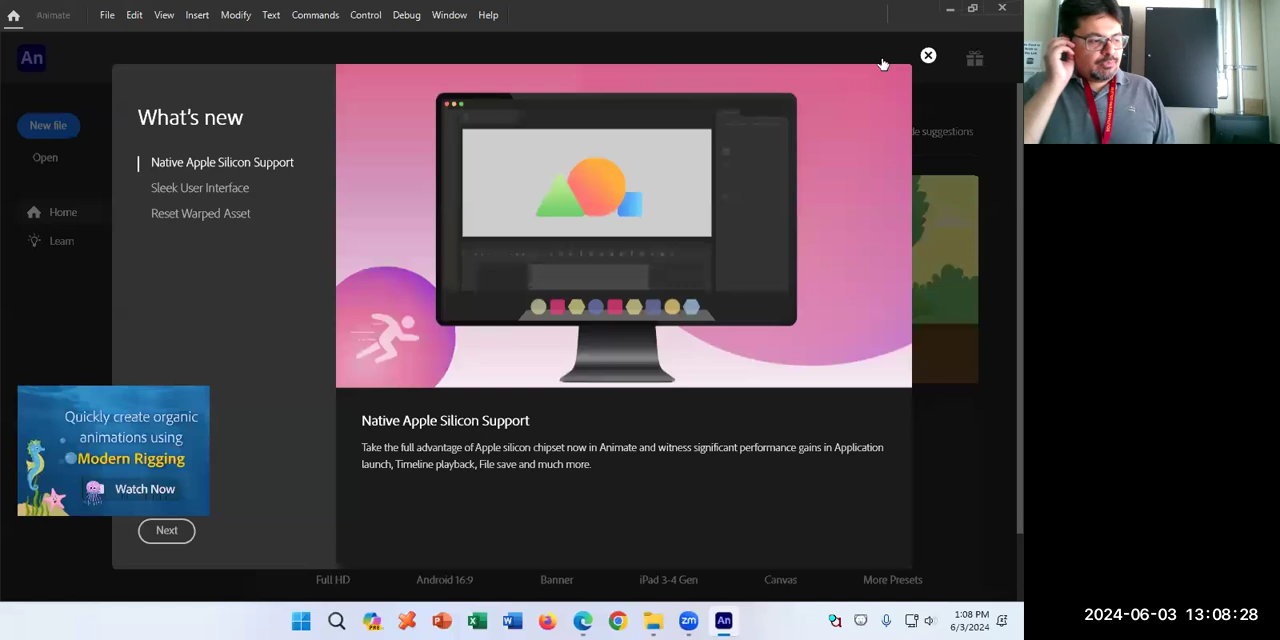 Animate File Edit View Insert Modify Text Commands Control Debug Window Help
An
What's new
New file
Open
Home
Learn
Native Apple Silicon Support
Sleek User Interface
Reset Warped Asset
de suggestions
Quickly create organic
animations using
Modern Rigging
Watch Now
Native Apple Silicon Support
Take the full advantage of Apple silicon chipset now in Animate and witness significant performance gains in Application
launch, Timeline playback, File save and much more.
Next
Full HD Android 16:9 Banner iPad 3-4 Gen Canvas More Presets
PRE zm An
1:08 PM
6/3/2024
2024-06-03 13:08:28